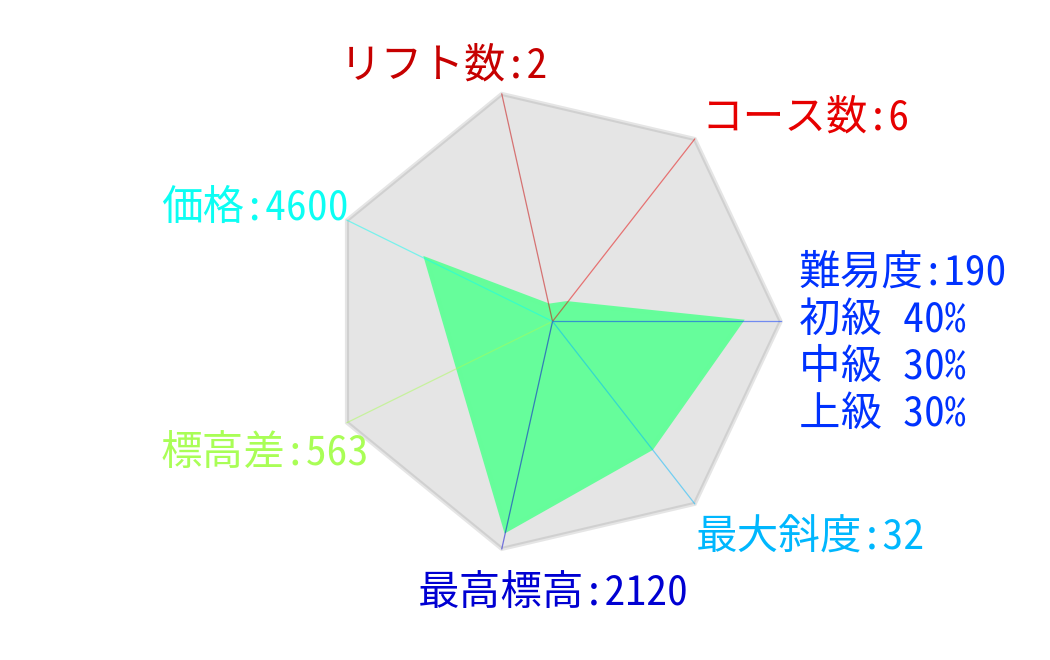 リフト数:2
コース数:6
価格:4600
難易度:190
初級 40%
中級 30%
上級 30%
標高差:563
最大斜度:32
最高標高:2120